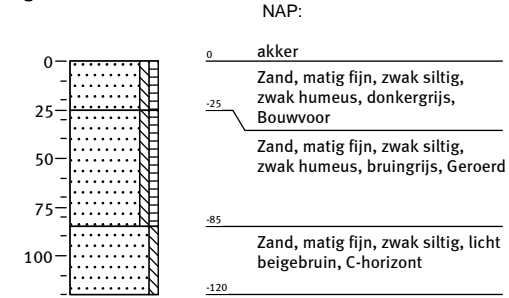 NAP:
0
25
50
75
100
0 akker
Zand, matig fijn, zwak siltig,
zwak humeus, donkergrijs,
-25
Bouwvoor
Zand, matig fijn, zwak siltig,
zwak humeus, bruingrijs, Geroerd
-85
Zand, matig fijn, zwak siltig, licht
beigebruin, C-horizont
-120